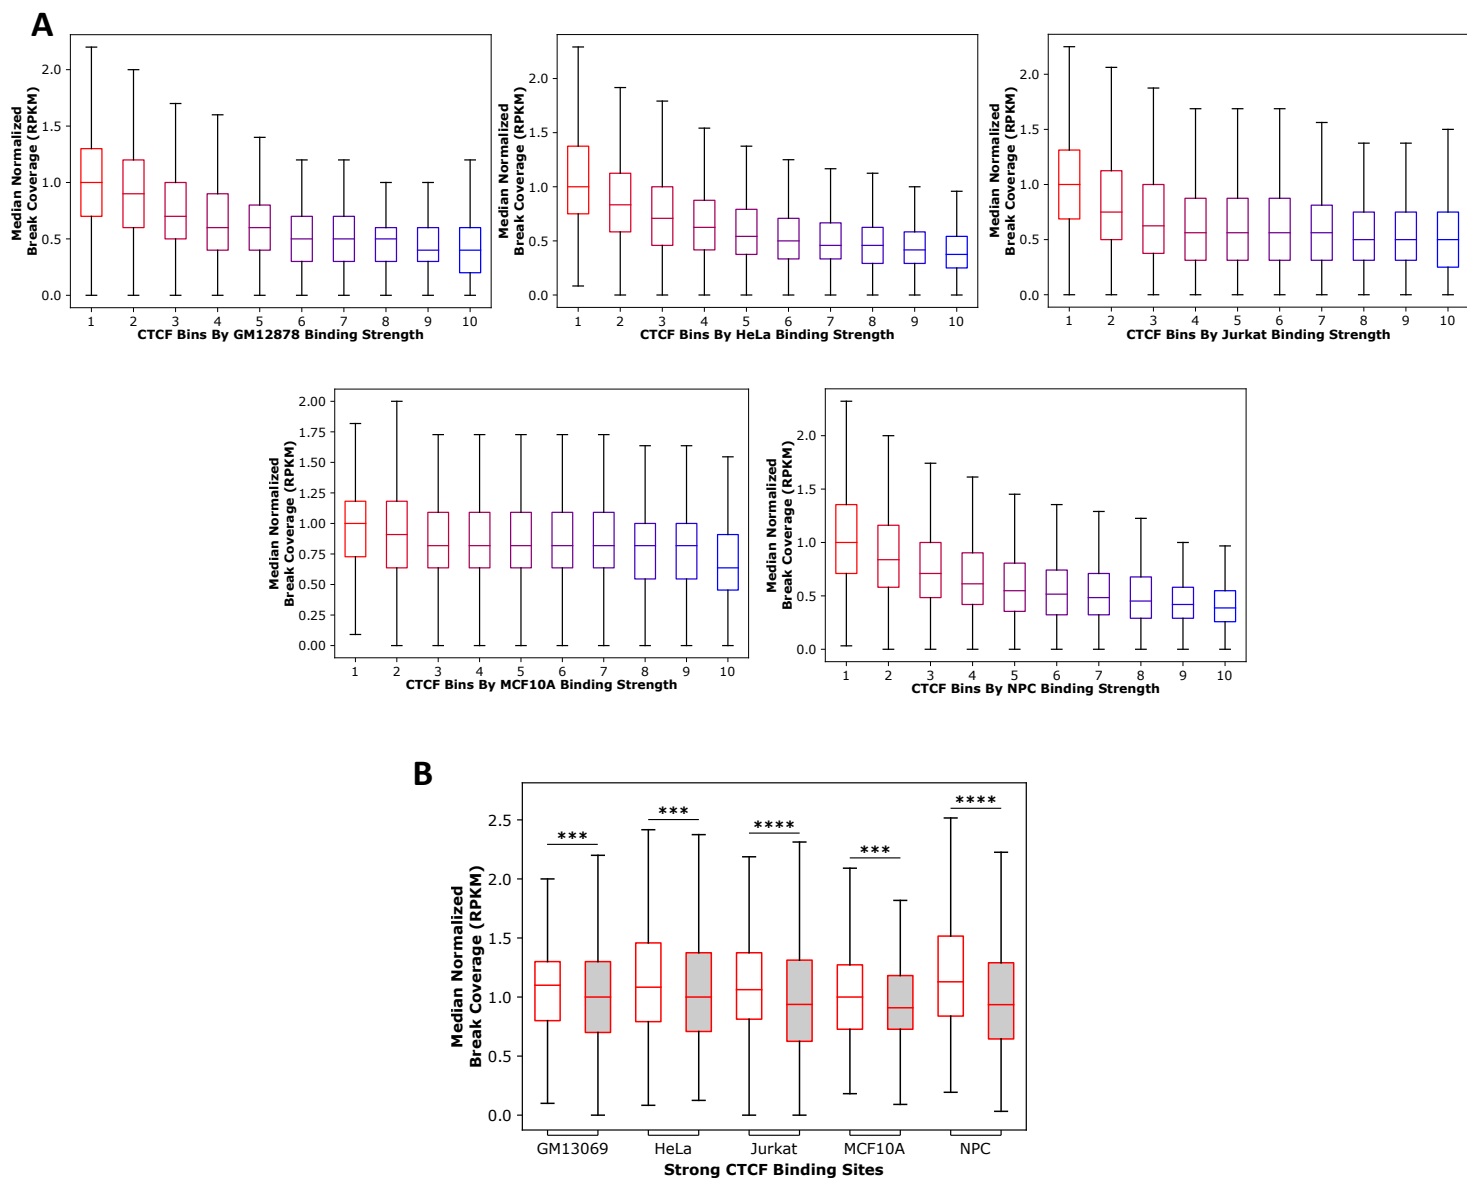 A
Median Normalized
Break Coverage (RPKM)
2.0
1.5
1.0
0.5
0.0
1 2 3 4 5 6 7 8 9 10
CTCF Bins By GM12878 Binding Strength
Median Normalized
Break Coverage (RPKM)
2.0
1.5
1.0
0.5
0.0
1 2 3 4 5 6 7 8 9 10
CTCF Bins By HeLa Binding Strength
Median Normalized
Break Coverage (RPKM)
2.0
1.5
1.0
0.5
0.0
1 2 3 4 5 6 7 8 9 10
CTCF Bins By Jurkat Binding Strength
Median Normalized
Break Coverage (RPKM)
2.00
1.75
1.50
1.25
1.00
0.75
0.50
0.25
0.00
1 2 3 4 5 6 7 8 9 10
CTCF Bins By MCF10A Binding Strength
Median Normalized
Break Coverage (RPKM)
2.0
1.5
1.0
0.5
0.0
1 2 3 4 5 6 7 8 9 10
CTCF Bins By NPC Binding Strength
B
Median Normalized
Break Coverage (RPKM)
2.5
2.0
1.5
1.0
0.5
0.0
*** *** **** *** ****
GM13069 HeLa Jurkat MCF10A NPC
Strong CTCF Binding Sites